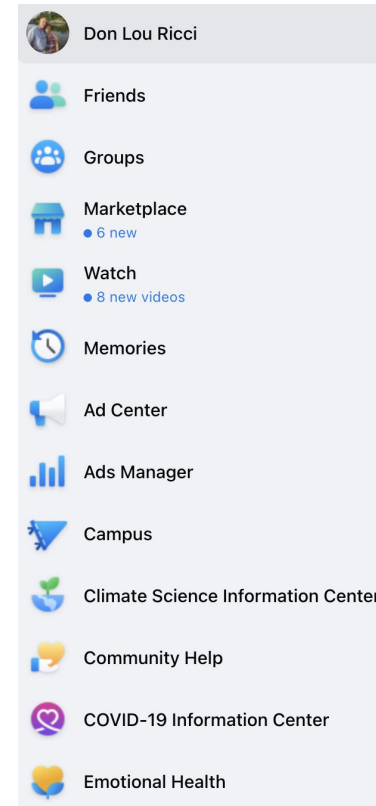 Don Lou Ricci
Friends
Groups
Marketplace
6 new
Watch
8 new videos
Memories
Ad Center
Ads Manager
Campus
Climate Science Information Center
Community Help
COVID-19 Information Center
Emotional Health